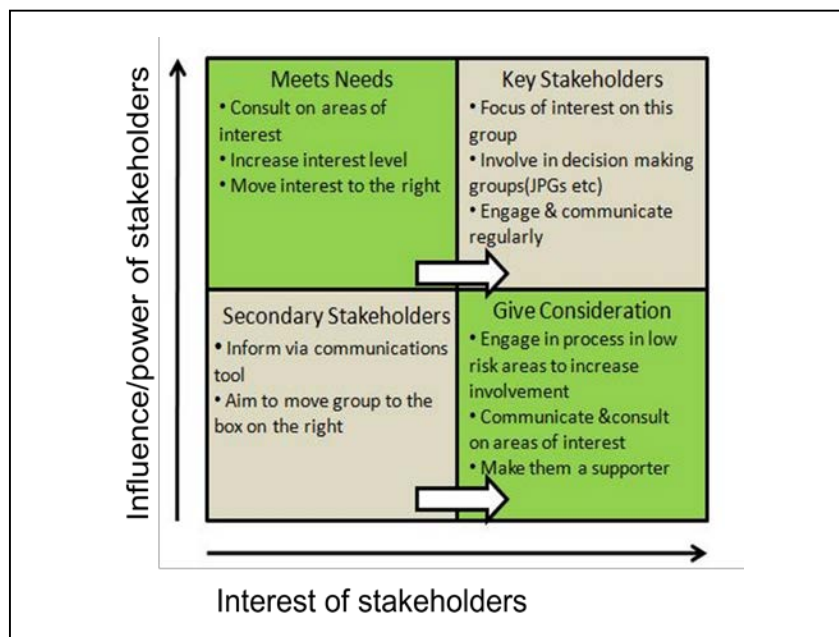 Influence/power of stakeholders
Meets Needs
• Consult on areas of
interest
• Increase interest level
• Move interest to the right
Key Stakeholders
• Focus of interest on this
group
• Involve in decision making
groups(JPGs etc)
• Engage & communicate
regularly
Secondary Stakeholders
• Inform via communications
tool
• Aim to move group to the
box on the right
Give Consideration
• Engage in process in low
risk areas to increase
involvement
• Communicate &consult
on areas of interest
• Make them a supporter
Interest of stakeholders